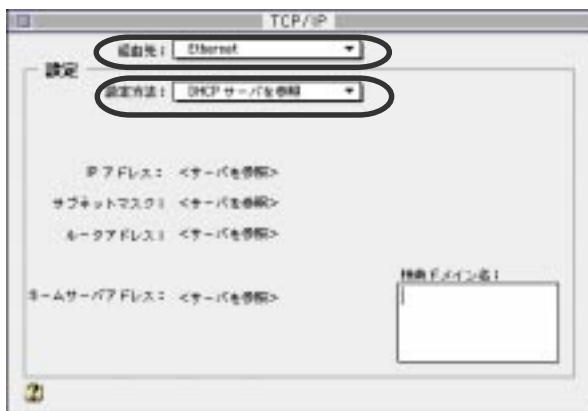 TCP/IP
経由先： Ethernet
設定
設定方法： DHCP サーバを参照
IP アドレス： <サーバを参照>
サブネットマスク： <サーバを参照>
ルータアドレス： <サーバを参照>
検索ドメイン名：
ネームサーバアドレス： <サーバを参照>
?